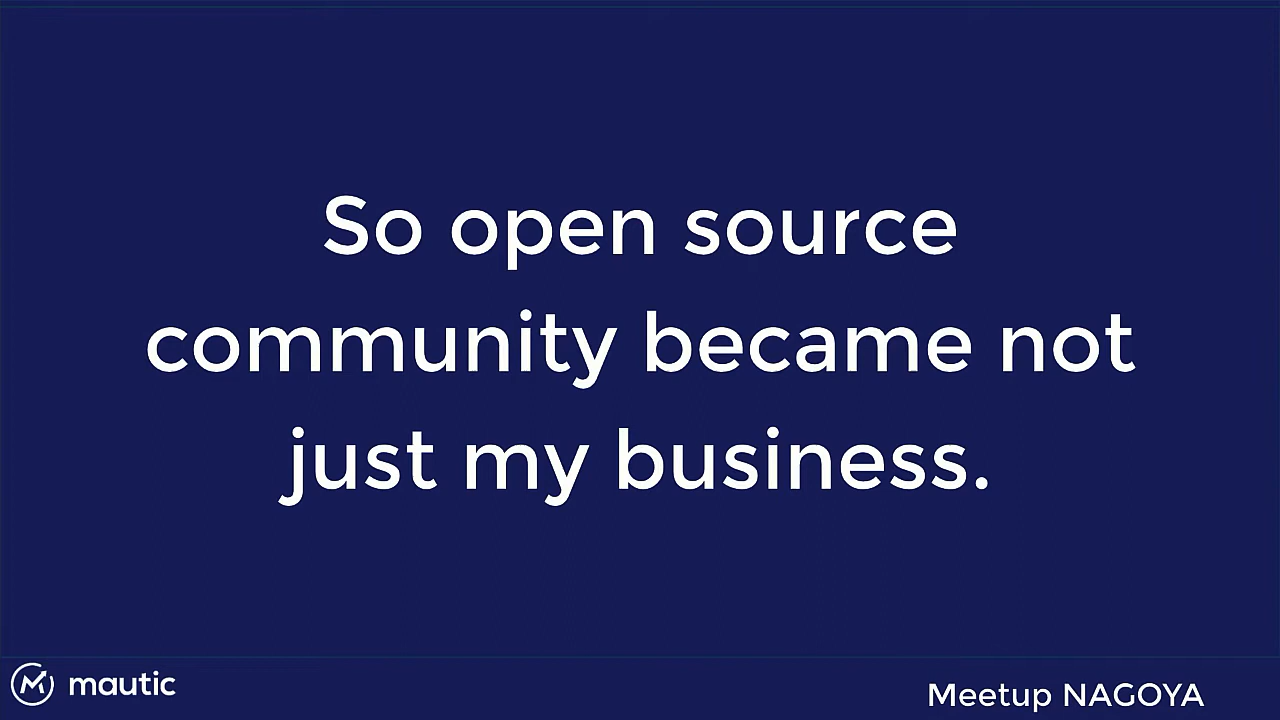 So open source
community became not
just my business.
mautic
Meetup NAGOYA